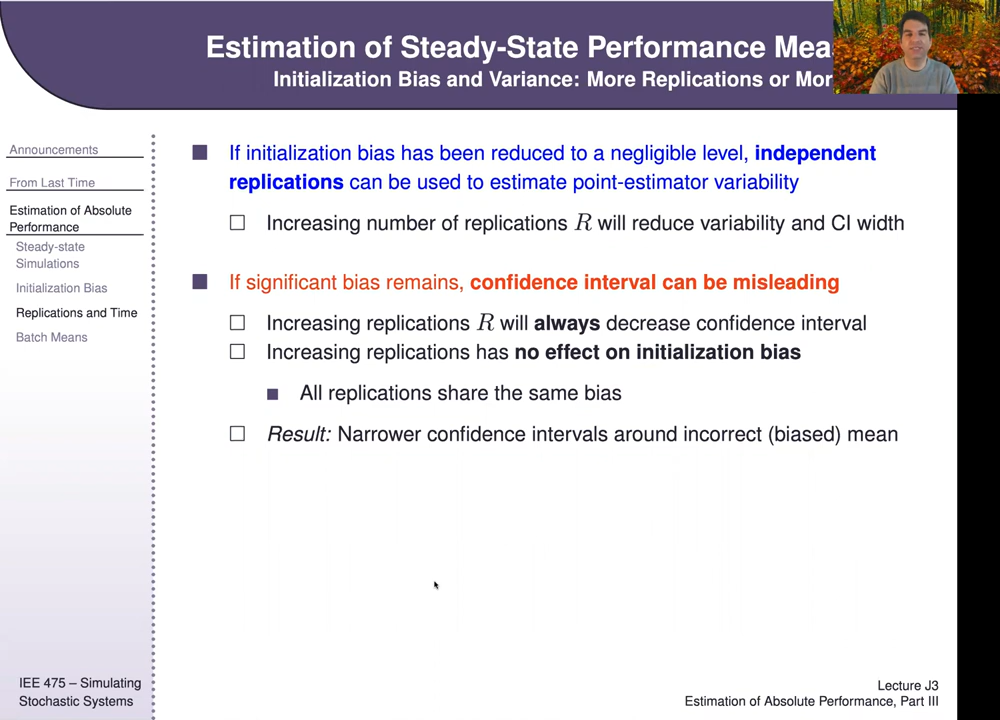 Estimation of Steady-State Performance Mea
Initialization Bias and Variance: More Replications or Mor
Announcements
From Last Time
Estimation of Absolute
Performance
Steady-state
Simulations
Initialization Bias
Replications and Time
Batch Means
If initialization bias has been reduced to a negligible level, independent
replications can be used to estimate point-estimator variability
Increasing number of replications R will reduce variability and CI width
If significant bias remains, confidence interval can be misleading
Increasing replications R will always decrease confidence interval
Increasing replications has no effect on initialization bias
All replications share the same bias
Result: Narrower confidence intervals around incorrect (biased) mean
IEE 475 – Simulating
Stochastic Systems
Lecture J3
Estimation of Absolute Performance, Part III